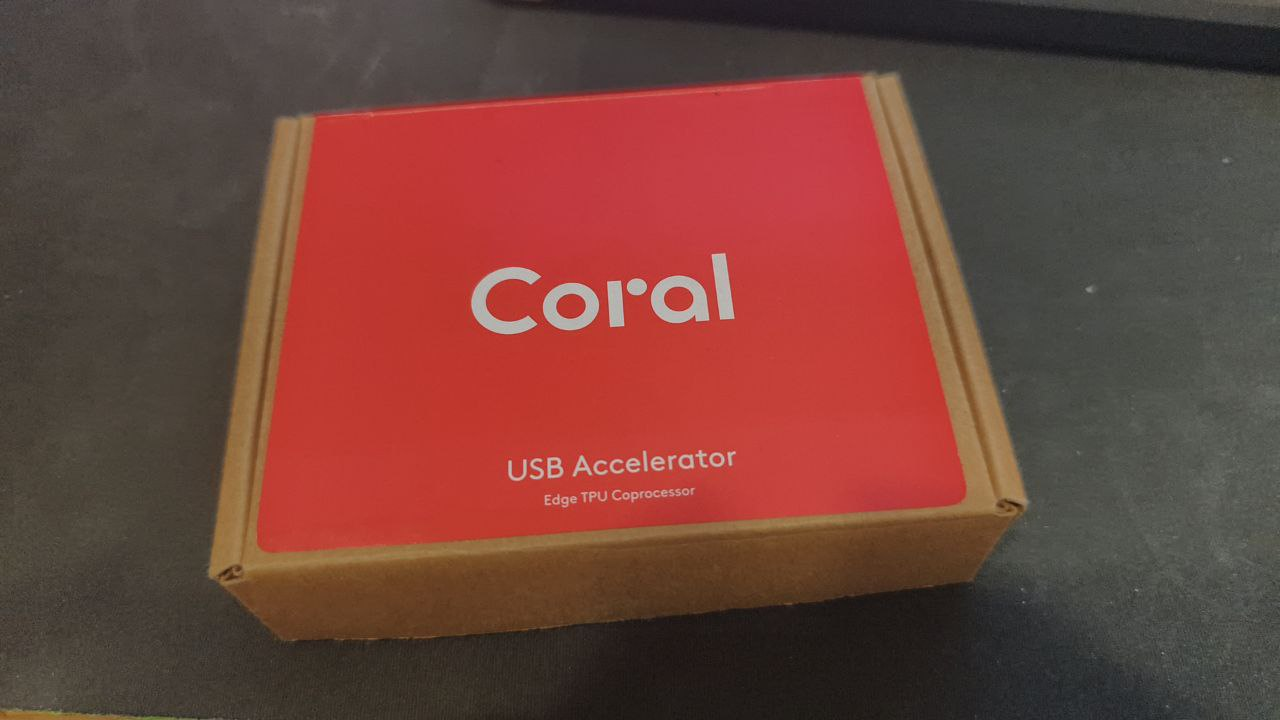 Coral
USB Accelerator
Edge TPU Coprocessor